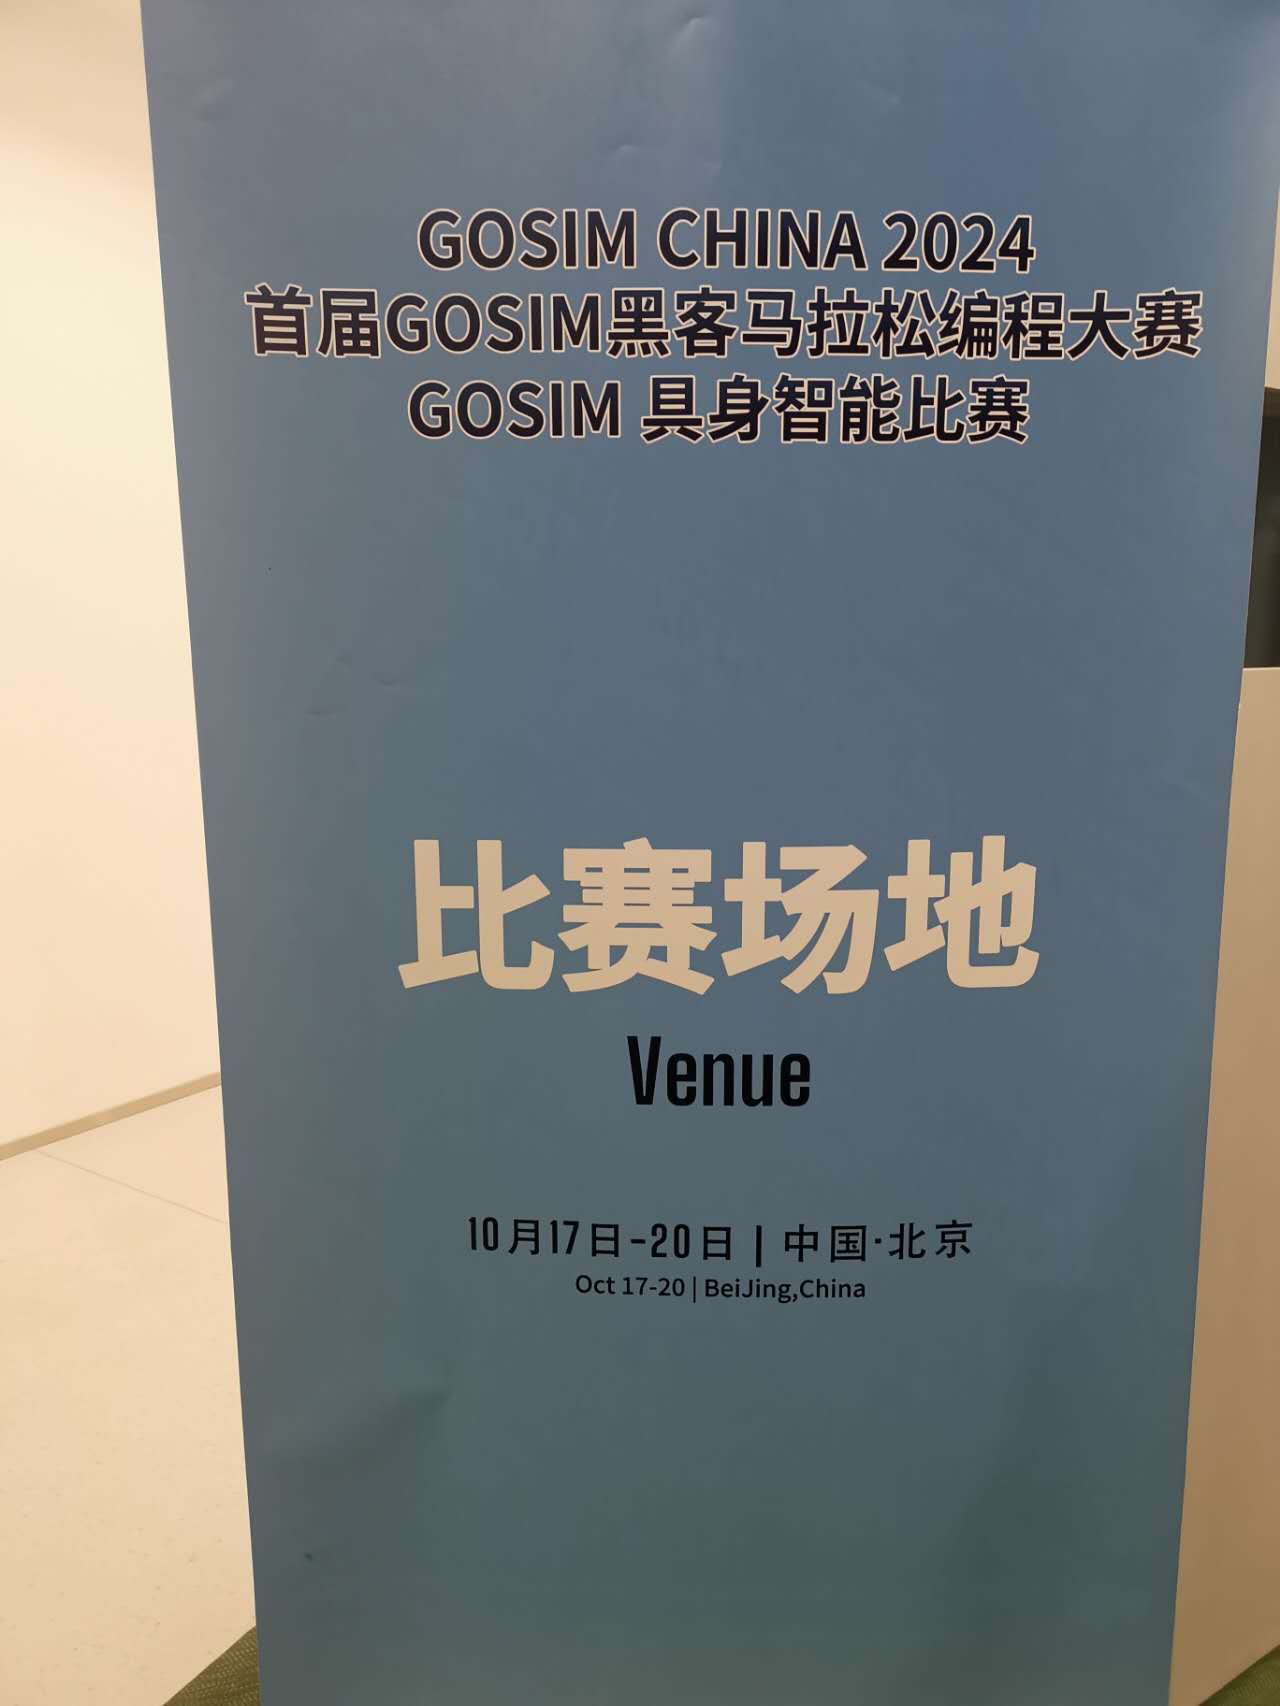 GOSIM CHINA 2024
首届GOSIM黑客马拉松编程大赛
GOSIM 具身智能比赛
比赛场地
Venue
10月17日-20日 | 中国·北京
Oct 17-20 | BeiJing,China